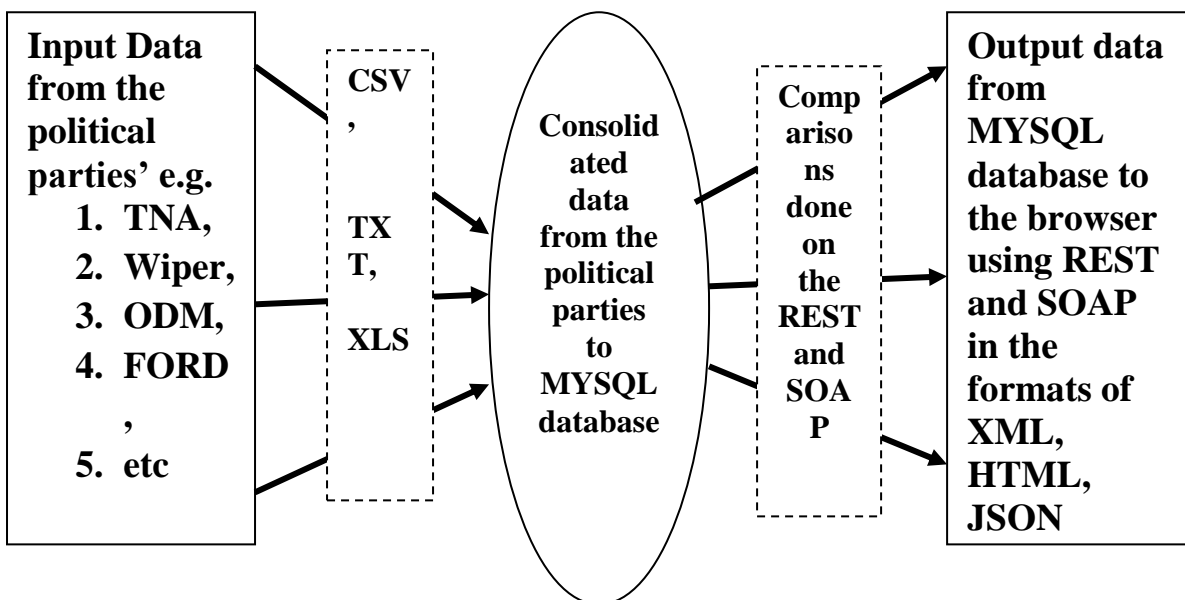 Input Data
from the
political
parties’ e.g.
1. TNA,
2. Wiper,
3. ODM,
4. FORD
,
5. etc
CSV
,
TX
T,
XLS
Consolid
ated
data
from the
political
parties
to
MYSQL
database
Comp
ariso
ns
done
on
the
REST
and
SOA
P
Output data
from
MYSQL
database to
the browser
using REST
and SOAP
in the
formats of
XML,
HTML,
JSON